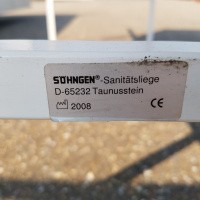 SÖHNGEN®-Sanitätsliege
D-65232 Taunusstein
2008 CE